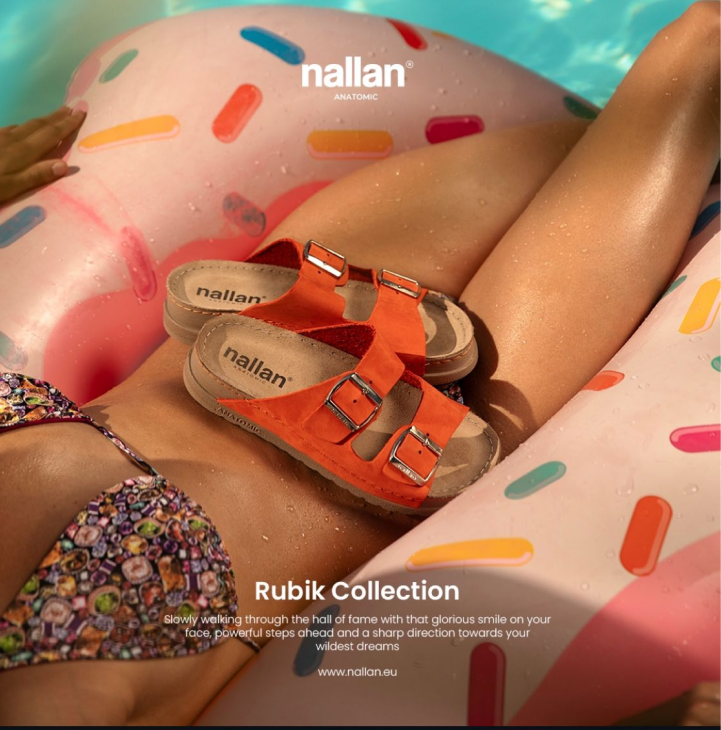 nallan®
ANATOMIC
nallan®
nallan®
ANATOMIC
ANATOMIC
Rubik Collection
Slowly walking through the hall of fame with that glorious smile on your
face, powerful steps ahead and a sharp direction towards your
wildest dreams
www.nallan.eu